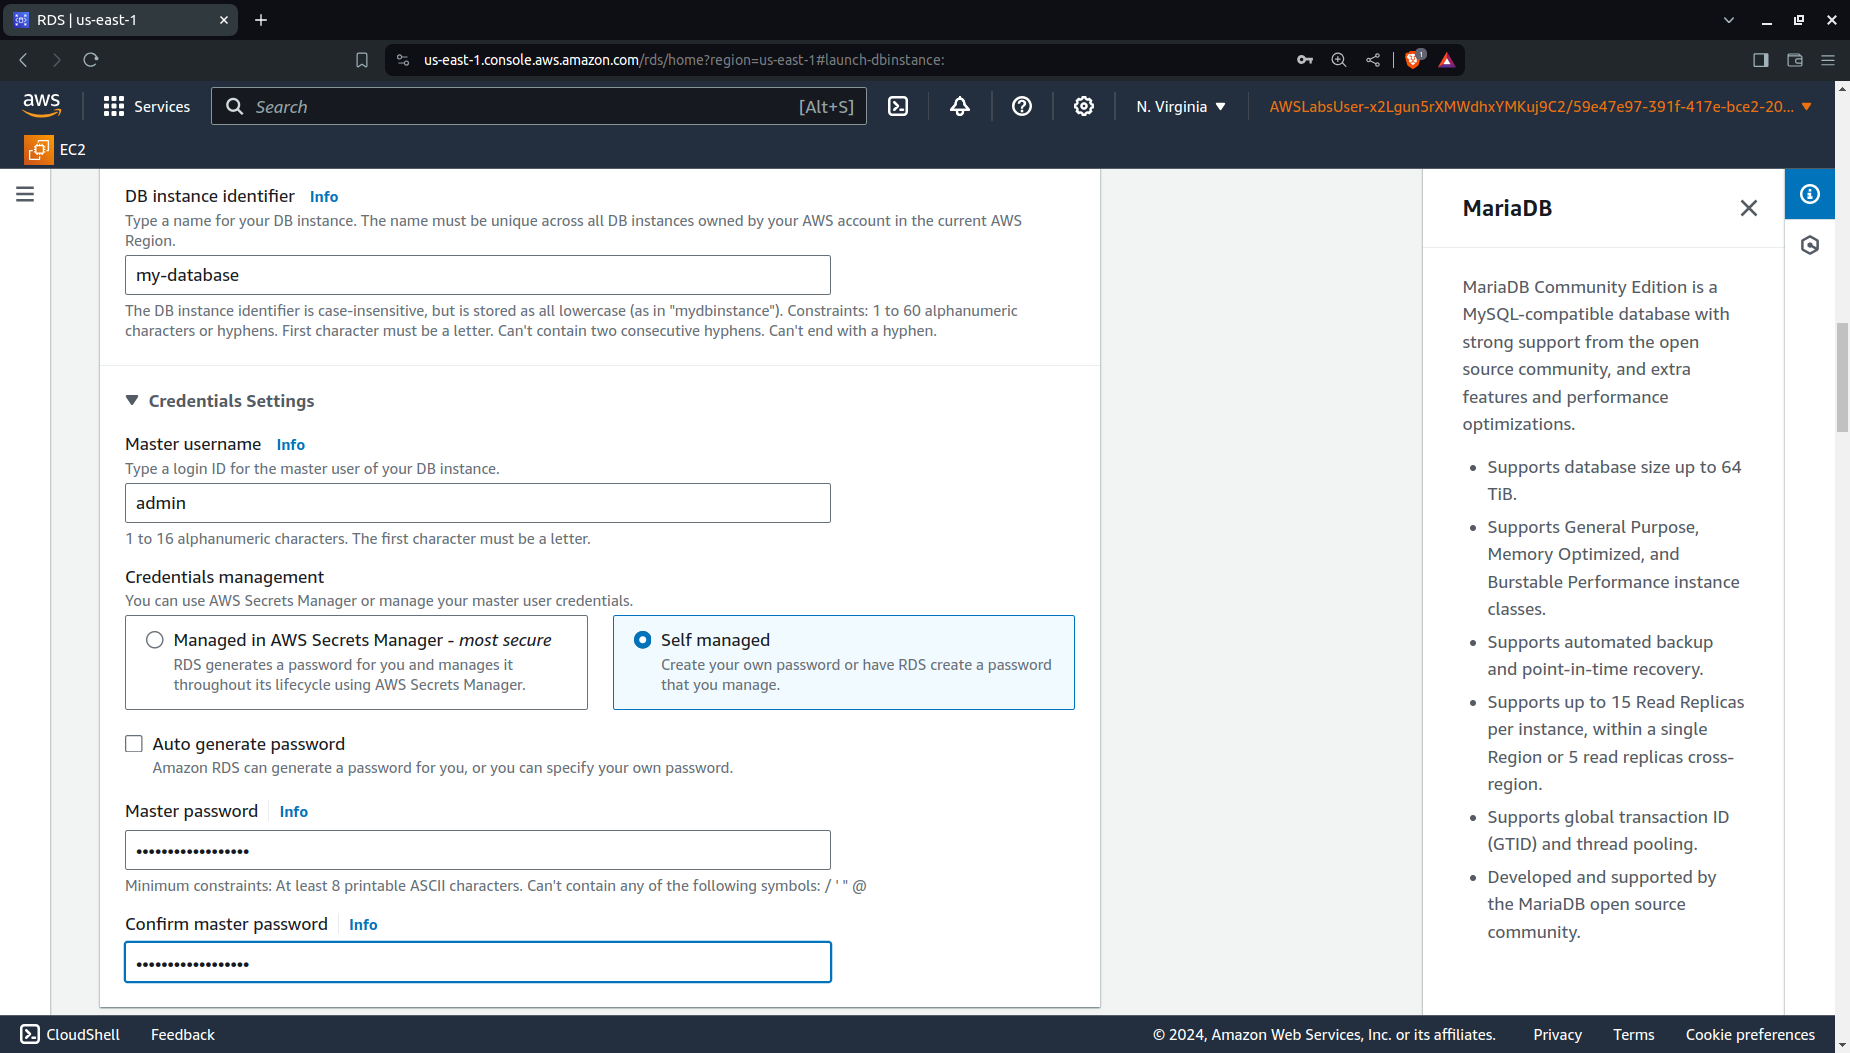 RDS | us-east-1
us-east-1.console.aws.amazon.com/rds/home?region=us-east-1#launch-dbinstance:
1
aws
Services
Search
[Alt+S]
N. Virginia
AWSLabsUser-x2Lgun5rXMWdhxYMKuj9C2/59e47e97-391f-417e-bce2-20...
EC2
DB instance identifier Info
Type a name for your DB instance. The name must be unique across all DB instances owned by your AWS account in the current AWS
Region.
my-database
The DB instance identifier is case-insensitive, but is stored as all lowercase (as in "mydbinstance"). Constraints: 1 to 60 alphanumeric
characters or hyphens. First character must be a letter. Can't contain two consecutive hyphens. Can't end with a hyphen.
Credentials Settings
Master username Info
Type a login ID for the master user of your DB instance.
admin
1 to 16 alphanumeric characters. The first character must be a letter.
Credentials management
You can use AWS Secrets Manager or manage your master user credentials.
Managed in AWS Secrets Manager - most secure
RDS generates a password for you and manages it
throughout its lifecycle using AWS Secrets Manager.
Self managed
Create your own password or have RDS create a password
that you manage.
Auto generate password
Amazon RDS can generate a password for you, or you can specify your own password.
Master password Info
••••••••••••••••••
Minimum constraints: At least 8 printable ASCII characters. Can't contain any of the following symbols: / ' " @
Confirm master password Info
••••••••••••••••••
MariaDB
MariaDB Community Edition is a
MySQL-compatible database with
strong support from the open
source community, and extra
features and performance
optimizations.
• Supports database size up to 64
TiB.
• Supports General Purpose,
Memory Optimized, and
Burstable Performance instance
classes.
• Supports automated backup
and point-in-time recovery.
• Supports up to 15 Read Replicas
per instance, within a single
Region or 5 read replicas cross-
region.
• Supports global transaction ID
(GTID) and thread pooling.
• Developed and supported by
the MariaDB open source
community.
CloudShell
Feedback
© 2024, Amazon Web Services, Inc. or its affiliates.
Privacy
Terms
Cookie preferences